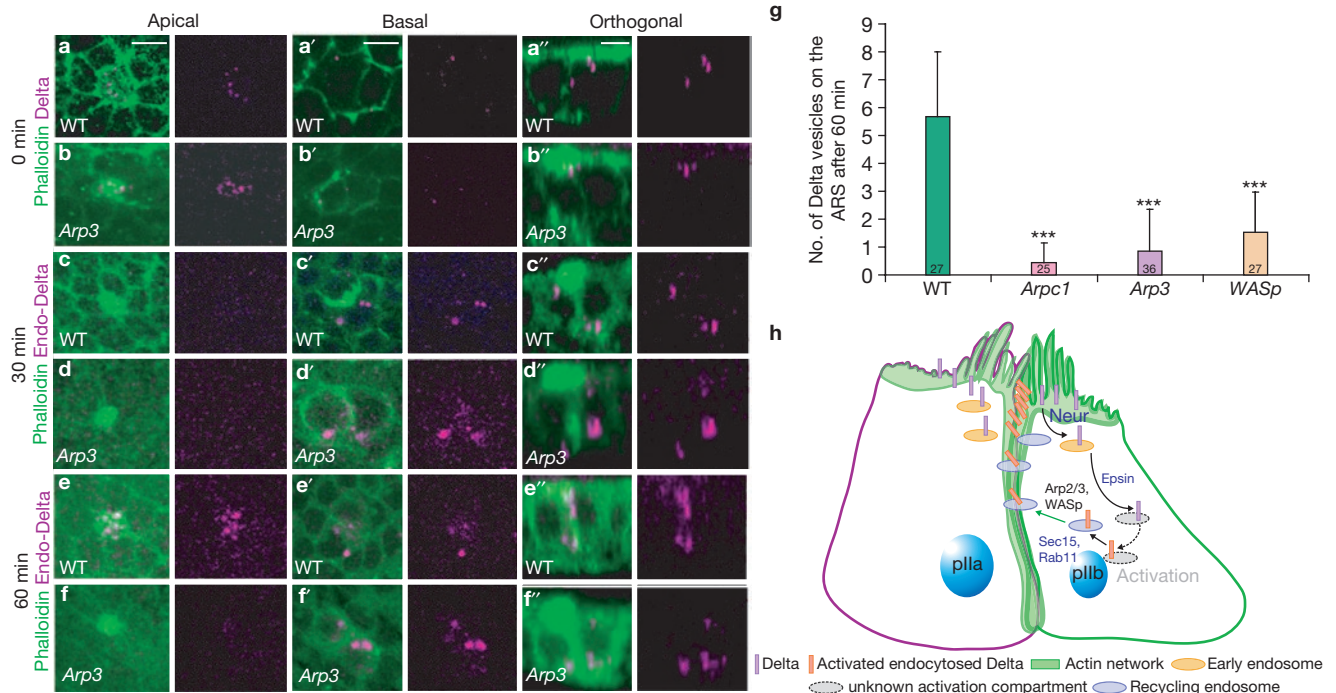 Apical Basal Orthogonal
0 min
Phalloidin Delta
a a′ a″
WT WT WT
b b′ b″
Arp3 Arp3 Arp3
30 min
Phalloidin Endo-Delta
c c′ c″
WT WT WT
d d′ d″
Arp3 Arp3 Arp3
60 min
Phalloidin Endo-Delta
e e′ e″
WT WT WT
f f′ f″
Arp3 Arp3 Arp3
g
No. of Delta vesicles on the
ARS after 60 min
9
8
7
6
5
4
3
2
1
0
*** *** ***
27 25 36 27
WT Arpc1 Arp3 WASp
h
Neur
Epsin
Arp2/3,
WASp
Sec15,
Rab11
pIIa pIIb Activation
Delta Activated endocytosed Delta Actin network Early endosome
unknown activation compartment Recycling endosome